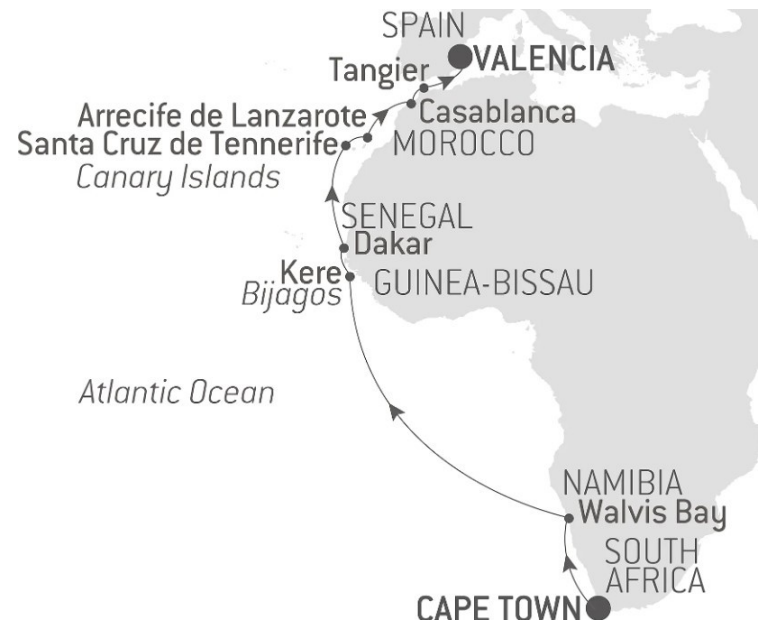 SPAIN
VALENCIA
Tangier
Arrecife de Lanzarote
Casablanca
Santa Cruz de Tennerife
MOROCCO
Canary Islands
SENEGAL
Dakar
Kere
Bijagos
GUINEA-BISSAU
Atlantic Ocean
NAMIBIA
Walvis Bay
SOUTH
AFRICA
CAPE TOWN